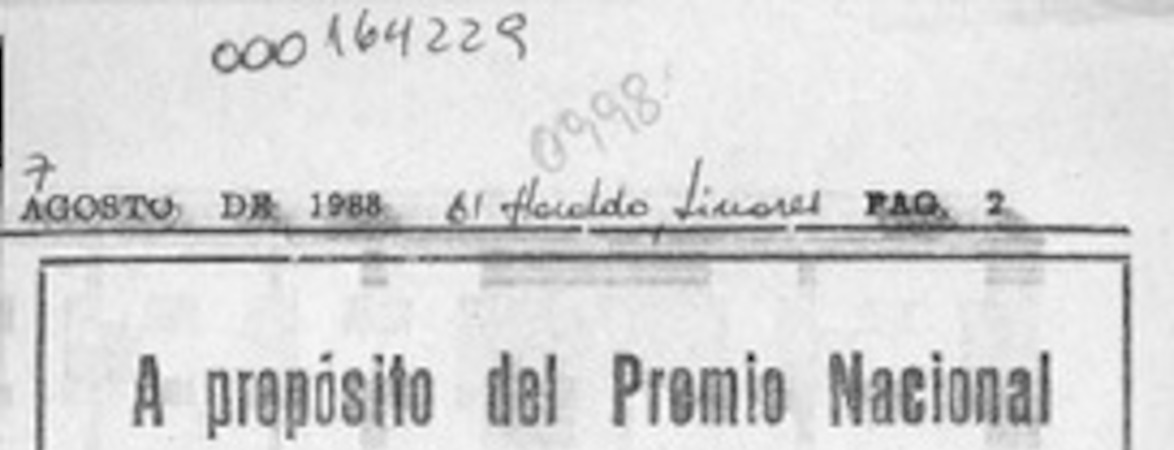 000164229
0998
7
AGOSTO DE 1988 El Heraldo, Linares PAG. 2
A propósito del Premio Nacional